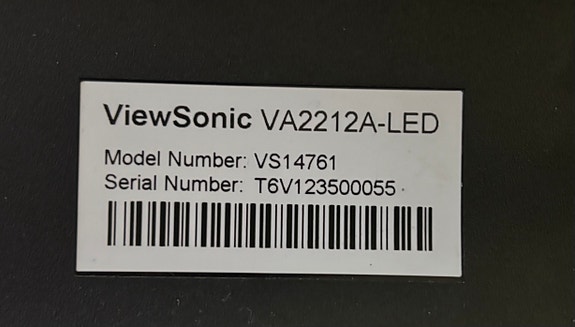 ViewSonic VA2212A-LED
Model Number: VS14761
Serial Number: T6V123500055